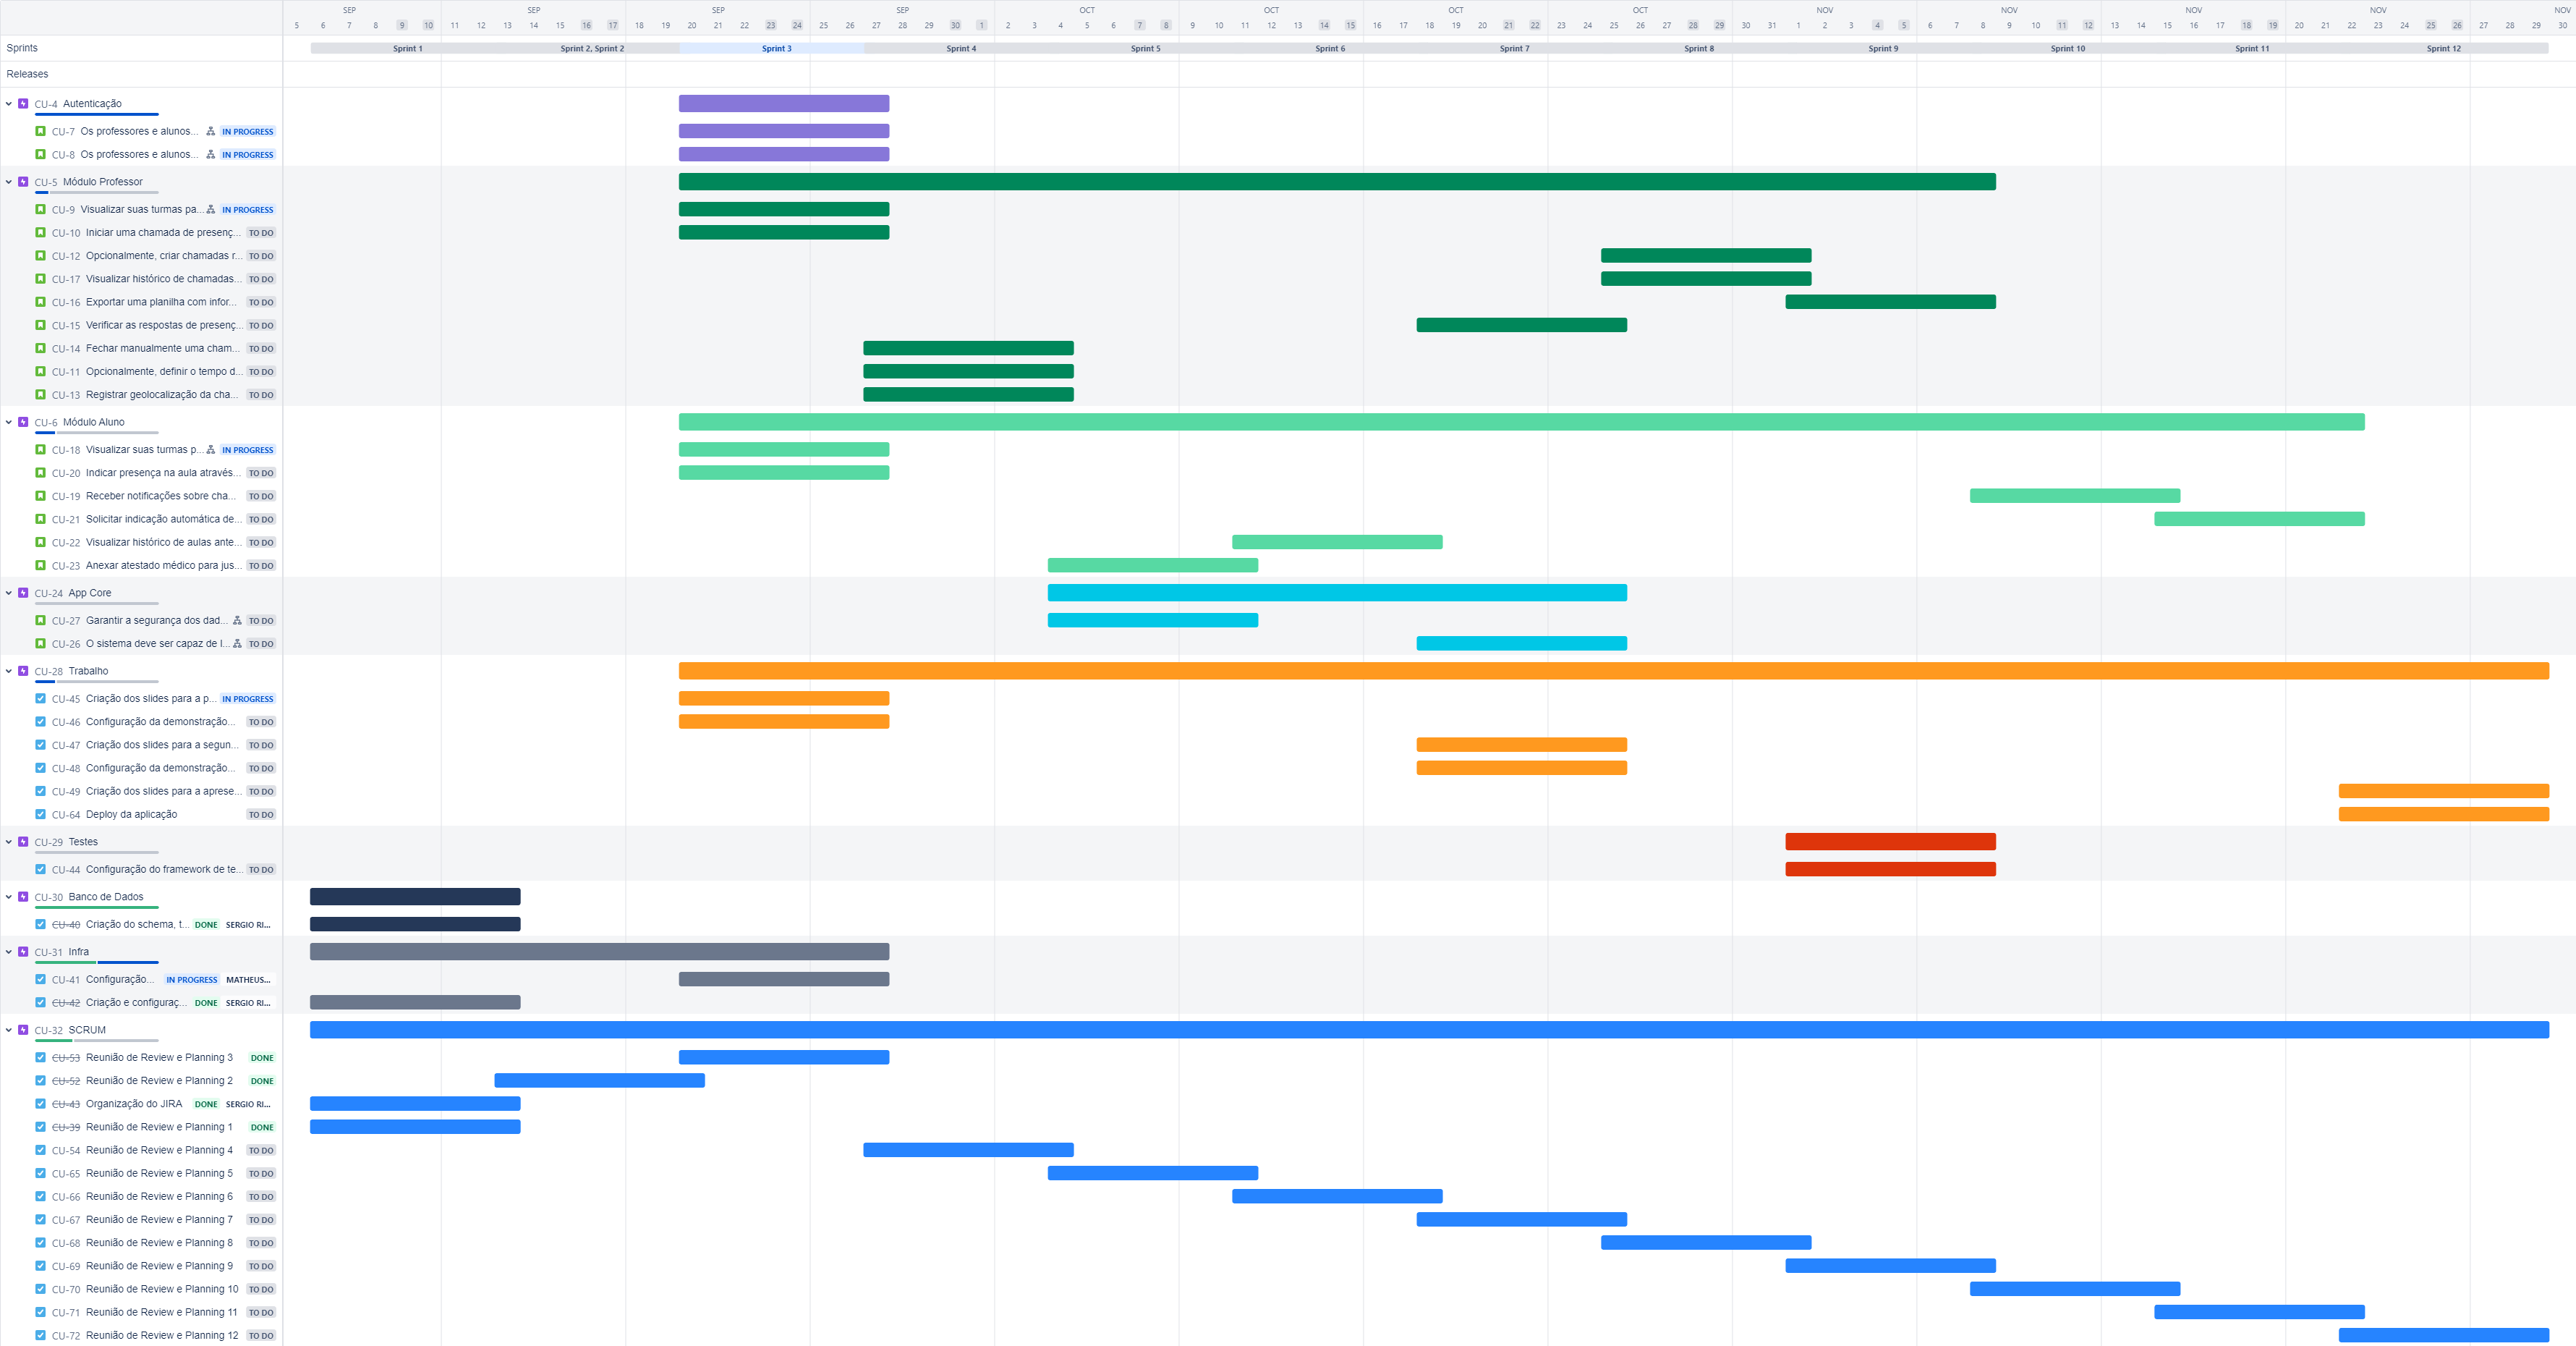 SEP SEP SEP SEP OCT OCT OCT OCT NOV NOV NOV NOV NOV
5 6 7 8 9 10 11 12 13 14 15 16 17 18 19 20 21 22 23 24 25 26 27 28 29 30 1 2 3 4 5 6 7 8 9 10 11 12 13 14 15 16 17 18 19 20 21 22 23 24 25 26 27 28 29 30 31 1 2 3 4 5 6 7 8 9 10 11 12 13 14 15 16 17 18 19 20 21 22 23 24 25 26 27 28 29 30
Sprints Sprint 1 Sprint 2, Sprint 2 Sprint 3 Sprint 4 Sprint 5 Sprint 6 Sprint 7 Sprint 8 Sprint 9 Sprint 10 Sprint 11 Sprint 12
Releases
CU-4 Autenticação
CU-7 Os professores e alunos... IN PROGRESS
CU-8 Os professores e alunos... IN PROGRESS
CU-5 Módulo Professor
CU-9 Visualizar suas turmas pa... IN PROGRESS
CU-10 Iniciar uma chamada de presenç... TO DO
CU-12 Opcionalmente, criar chamadas r... TO DO
CU-17 Visualizar histórico de chamadas... TO DO
CU-16 Exportar uma planilha com infor... TO DO
CU-15 Verificar as respostas de presenç... TO DO
CU-14 Fechar manualmente uma cham... TO DO
CU-11 Opcionalmente, definir o tempo d... TO DO
CU-13 Registrar geolocalização da cha... TO DO
CU-6 Módulo Aluno
CU-18 Visualizar suas turmas p... IN PROGRESS
CU-20 Indicar presença na aula através... TO DO
CU-19 Receber notificações sobre cha... TO DO
CU-21 Solicitar indicação automática de... TO DO
CU-22 Visualizar histórico de aulas ante... TO DO
CU-23 Anexar atestado médico para jus... TO DO
CU-24 App Core
CU-27 Garantir a segurança dos dad... TO DO
CU-26 O sistema deve ser capaz de l... TO DO
CU-28 Trabalho
CU-45 Criação dos slides para a p... IN PROGRESS
CU-46 Configuração da demonstração... TO DO
CU-47 Criação dos slides para a segun... TO DO
CU-48 Configuração da demonstração... TO DO
CU-49 Criação dos slides para a aprese... TO DO
CU-64 Deploy da aplicação TO DO
CU-29 Testes
CU-44 Configuração do framework de te... TO DO
CU-30 Banco de Dados
CU-40 Criação do schema, t... DONE SERGIO RI...
CU-31 Infra
CU-41 Configuração... IN PROGRESS MATHEUS...
CU-42 Criação e configuraç... DONE SERGIO RI...
CU-32 SCRUM
CU-53 Reunião de Review e Planning 3 DONE
CU-52 Reunião de Review e Planning 2 DONE
CU-43 Organização do JIRA DONE SERGIO RI...
CU-39 Reunião de Review e Planning 1 DONE
CU-54 Reunião de Review e Planning 4 TO DO
CU-65 Reunião de Review e Planning 5 TO DO
CU-66 Reunião de Review e Planning 6 TO DO
CU-67 Reunião de Review e Planning 7 TO DO
CU-68 Reunião de Review e Planning 8 TO DO
CU-69 Reunião de Review e Planning 9 TO DO
CU-70 Reunião de Review e Planning 10 TO DO
CU-71 Reunião de Review e Planning 11 TO DO
CU-72 Reunião de Review e Planning 12 TO DO